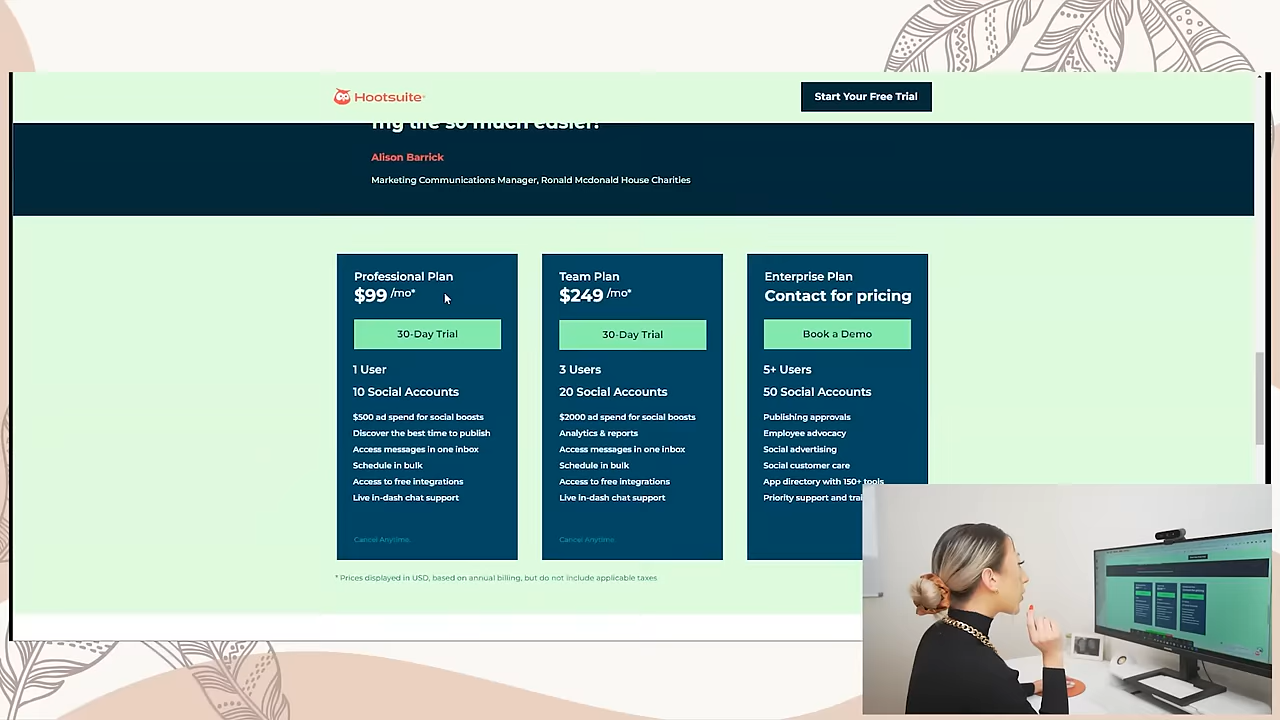 Hootsuite
Start Your Free Trial
my life so much easier!
Alison Barrick
Marketing Communications Manager, Ronald Mcdonald House Charities
Professional Plan
$99 /mo*
30-Day Trial
1 User
10 Social Accounts
$500 ad spend for social boosts
Discover the best time to publish
Access messages in one inbox
Schedule in bulk
Access to free integrations
Live in-dash chat support
Cancel Anytime.
Team Plan
$249 /mo*
30-Day Trial
3 Users
20 Social Accounts
$2000 ad spend for social boosts
Analytics & reports
Access messages in one inbox
Schedule in bulk
Access to free integrations
Live in-dash chat support
Cancel Anytime.
Enterprise Plan
Contact for pricing
Book a Demo
5+ Users
50 Social Accounts
Publishing approvals
Employee advocacy
Social advertising
Social customer care
App directory with 150+ tools
Priority support and
* Prices displayed in USD, based on annual billing, but do not include applicable taxes